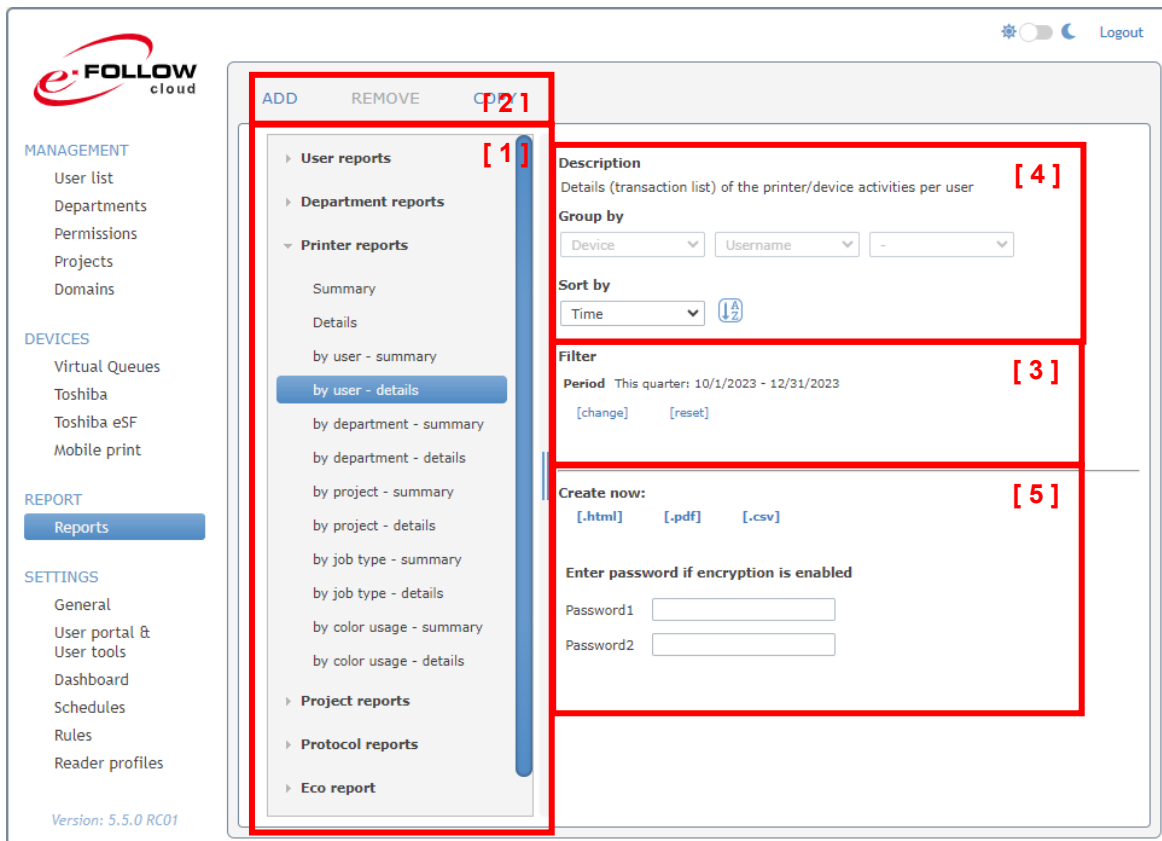 Logout
e-FOLLOW
cloud
MANAGEMENT
User list
Departments
Permissions
Projects
Domains
DEVICES
Virtual Queues
Toshiba
Toshiba eSF
Mobile print
REPORT
Reports
SETTINGS
General
User portal &
User tools
Dashboard
Schedules
Rules
Reader profiles
Version: 5.5.0 RC01
ADD REMOVE COPY
[ 2 ]
[ 1 ]
User reports
Department reports
Printer reports
Summary
Details
by user - summary
by user - details
by department - summary
by department - details
by project - summary
by project - details
by job type - summary
by job type - details
by color usage - summary
by color usage - details
Project reports
Protocol reports
Eco report
Description
[ 4 ]
Details (transaction list) of the printer/device activities per user
Group by
Device Username -
Sort by
Time
A
Z
Filter
[ 3 ]
Period This quarter: 10/1/2023 - 12/31/2023
[change] [reset]
Create now:
[ 5 ]
[.html] [.pdf] [.csv]
Enter password if encryption is enabled
Password1
Password2